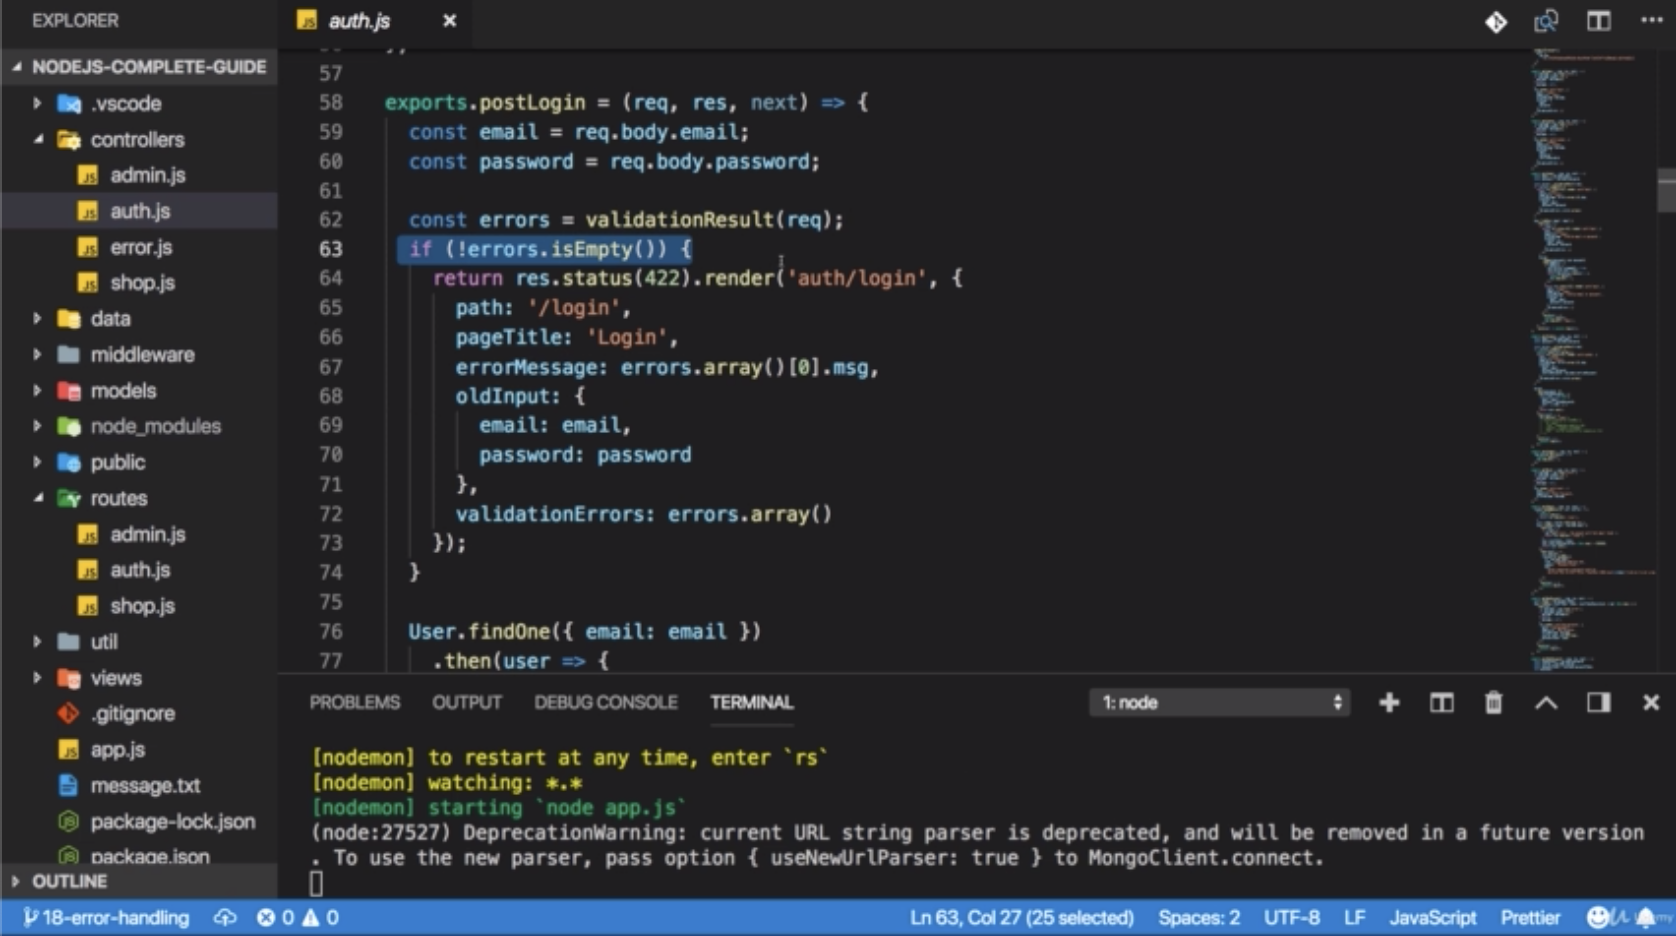 EXPLORER
NODEJS-COMPLETE-GUIDE
.vscode
controllers
admin.js
auth.js
error.js
shop.js
data
middleware
models
node_modules
public
routes
admin.js
auth.js
shop.js
util
views
.gitignore
app.js
message.txt
package-lock.json
package.json
OUTLINE
auth.js
57
58 exports.postLogin = (req, res, next) => {
59 const email = req.body.email;
60 const password = req.body.password;
61
62 const errors = validationResult(req);
63 if (!errors.isEmpty()) {
64 return res.status(422).render('auth/login', {
65 path: '/login',
66 pageTitle: 'Login',
67 errorMessage: errors.array()[0].msg,
68 oldInput: {
69 email: email,
70 password: password
71 },
72 validationErrors: errors.array()
73 });
74 }
75
76 User.findOne({ email: email })
77 .then(user => {
PROBLEMS OUTPUT DEBUG CONSOLE TERMINAL 1: node
[nodemon] to restart at any time, enter `rs`
[nodemon] watching: *.*
[nodemon] starting `node app.js`
(node:27527) DeprecationWarning: current URL string parser is deprecated, and will be removed in a future version
. To use the new parser, pass option { useNewUrlParser: true } to MongoClient.connect.
18-error-handling 0 0 Ln 63, Col 27 (25 selected) Spaces: 2 UTF-8 LF JavaScript Prettier